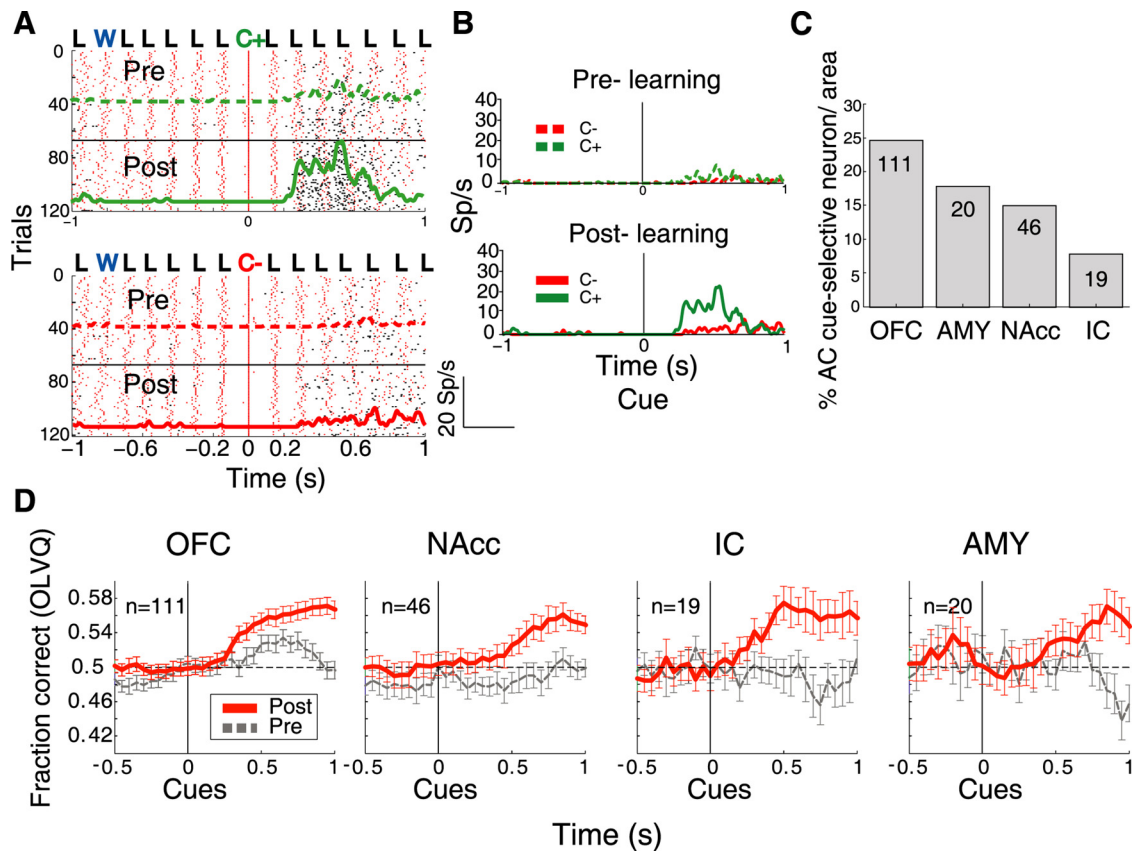 A
L W L L L L C+ L L L L L L
0
40
80
120
Pre
Post
-1
0
1
L W L L L L C- L L L L L L
0
40
80
120
Pre
Post
Trials
-1 -0.6 -0.2 0 0.2 0.6 1
Time (s)
20 Sp/s
B
Pre- learning
40
30
20
10
0
C-
C+
-1 0 1
Sp/s
Post- learning
40
30
20
10
0
C-
C+
-1 0 1
Time (s)
Cue
C
% AC cue-selective neuron/ area
30
25
20
15
10
5
0
111
20
46
19
OFC AMY NAcc IC
D
Fraction correct (OLVQ)
OFC NAcc IC AMY
0.58
0.54
0.5
0.46
0.42
n=111
n=46
n=19
n=20
Post
Pre
-0.5 0 0.5 1
-0.5 0 0.5 1
-0.5 0 0.5 1
-0.5 0 0.5 1
Cues Cues Cues Cues
Time (s)